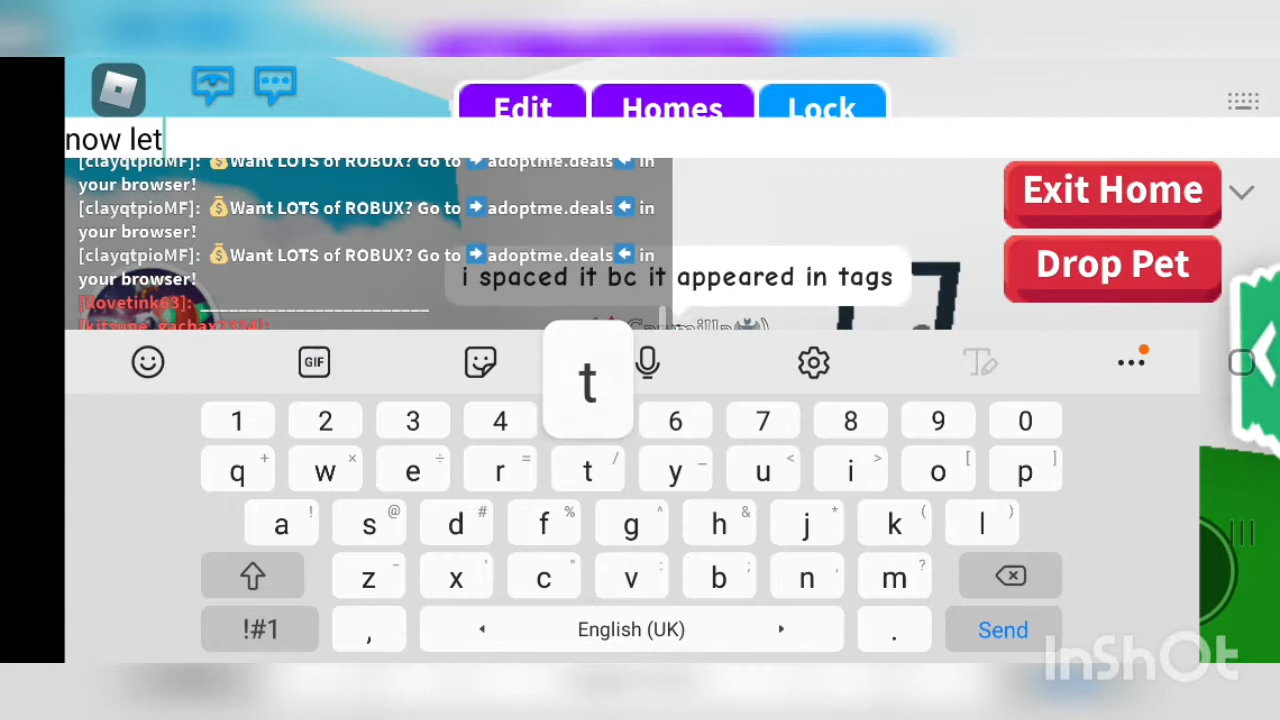 Edit Homes Lock
now let
[clayqtpioMF]: 💰Want LOTS of ROBUX? Go to ➡adoptme.deals⬅ in
your browser!
[clayqtpioMF]: 💰Want LOTS of ROBUX? Go to ➡adoptme.deals⬅ in
your browser!
[clayqtpioMF]: 💰Want LOTS of ROBUX? Go to ➡adoptme.deals⬅ in
your browser!
Exit Home
i spaced it bc it appeared in tags
Drop Pet
[ilovetink63]: ________________________
GIF
t
1 2 3 4 6 7 8 9 0
q + w × e ÷ r = t / y _ u < i > o [ p ]
a ! s @ d # f % g ^ h & j * k ( l )
z - x ' c " v : b ; n , m ?
!#1 , English (UK) . Send
InShOt